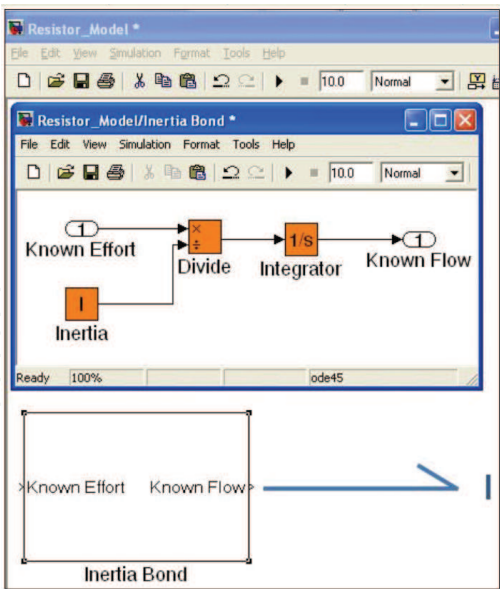 Resistor_Model *
File Edit View Simulation Format Tools Help
10.0 Normal
Resistor_Model/Inertia Bond *
File Edit View Simulation Format Tools Help
10.0 Normal
1
Known Effort
×
÷
Divide
1/s
Integrator
1
Known Flow
I
Inertia
Ready 100% ode45
Known Effort Known Flow
I
Inertia Bond